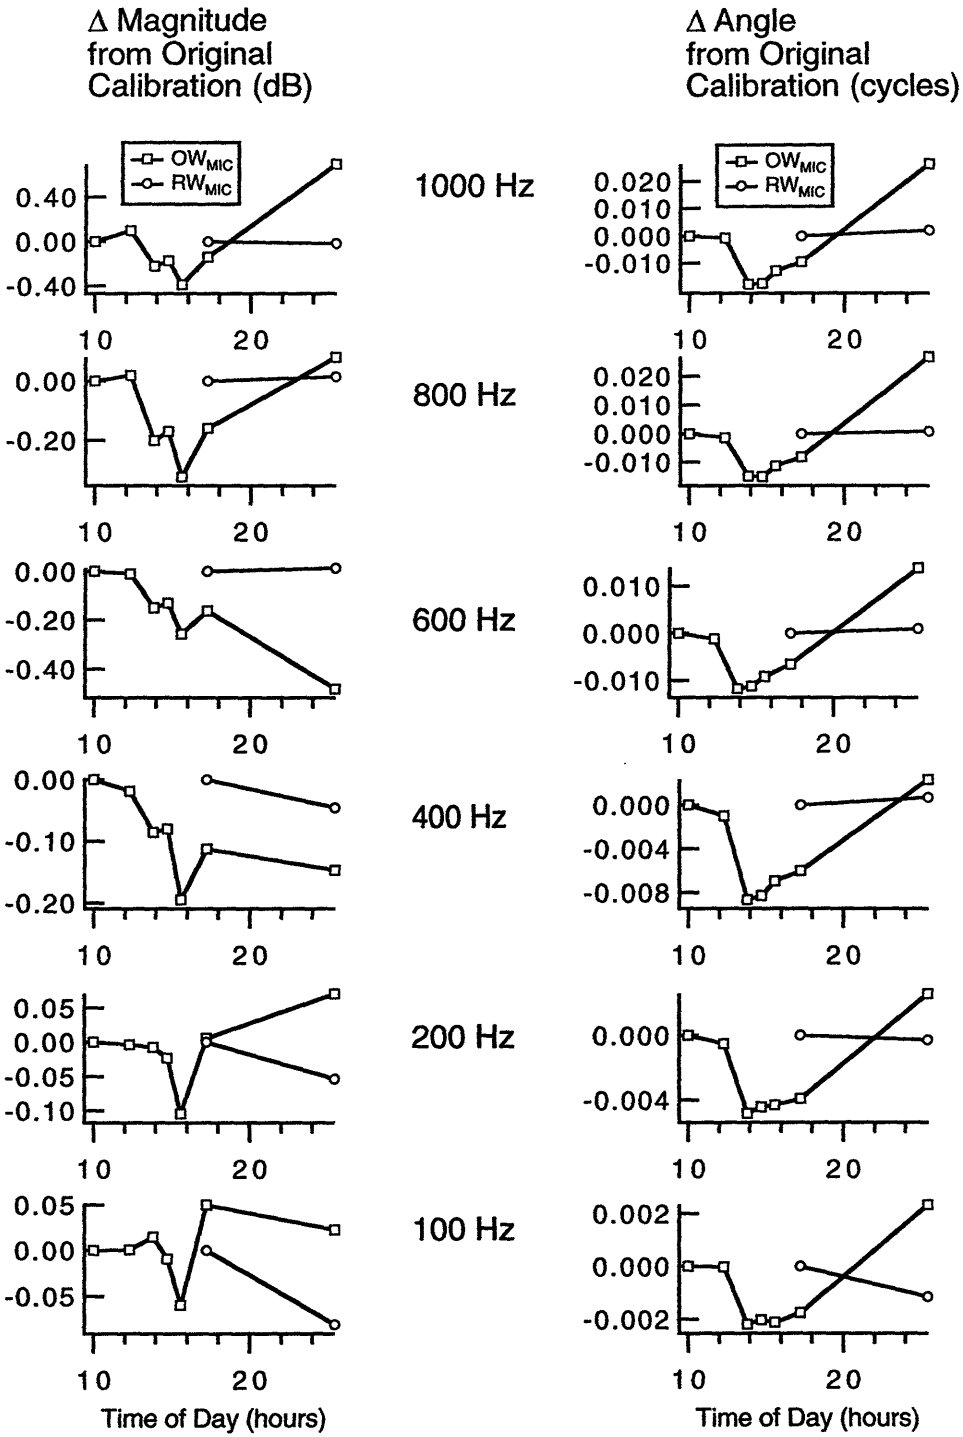 Δ Magnitude
from Original
Calibration (dB)
Δ Angle
from Original
Calibration (cycles)
OW_MIC
RW_MIC
0.40
0.00
-0.40
10 20
1000 Hz
OW_MIC
RW_MIC
0.020
0.010
0.000
-0.010
10 20
0.00
-0.20
10 20
800 Hz
0.020
0.010
0.000
-0.010
10 20
0.00
-0.20
-0.40
10 20
600 Hz
0.010
0.000
-0.010
10 20
0.00
-0.10
-0.20
10 20
400 Hz
0.000
-0.004
-0.008
10 20
0.05
0.00
-0.05
-0.10
10 20
200 Hz
0.000
-0.004
10 20
0.05
0.00
-0.05
10 20
Time of Day (hours)
100 Hz
0.002
0.000
-0.002
10 20
Time of Day (hours)